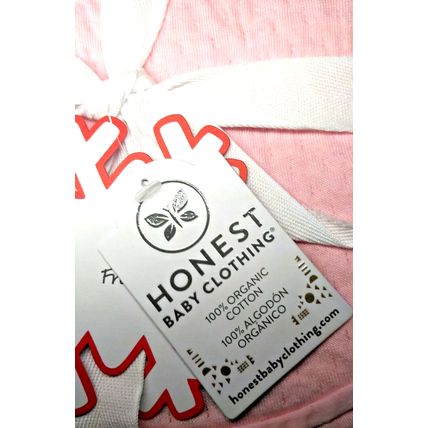 HONEST
BABY CLOTHING®
100% ORGANIC
COTTON
100% ALGODÓN
ORGÁNICO
honestbabyclothing.com